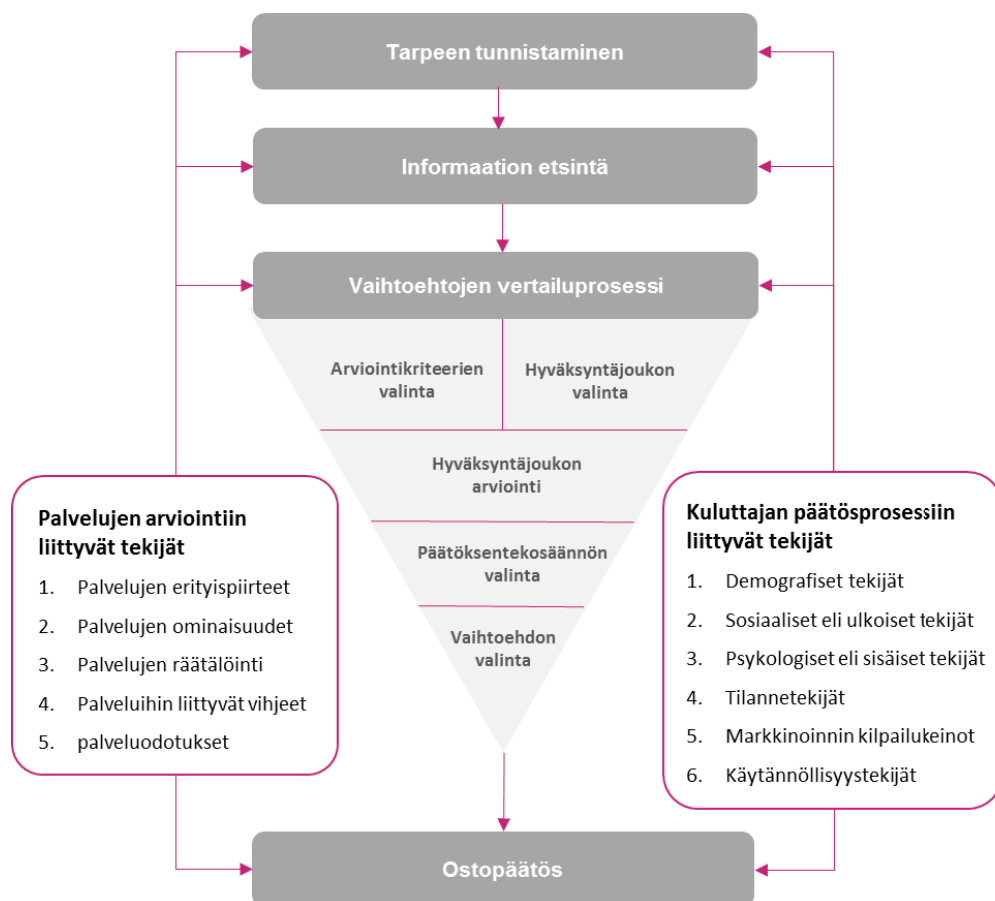 Tarpeen tunnistaminen
Informaation etsintä
Vaihtoehtojen vertailuprosessi
Arviointikriteerien
valinta
Hyväksyntäjoukon
valinta
Hyväksyntäjoukon
arviointi
Päätöksentekosäännön
valinta
Vaihtoehdon
valinta
Palvelujen arviointiin
liittyvät tekijät
1. Palvelujen erityispiirteet
2. Palvelujen ominaisuudet
3. Palvelujen räätälöinti
4. Palveluihin liittyvät vihjeet
5. palveluodotukset
Kuluttajan päätösprosessiin
liittyvät tekijät
1. Demografiset tekijät
2. Sosiaaliset eli ulkoiset tekijät
3. Psykologiset eli sisäiset tekijät
4. Tilannetekijät
5. Markkinoinnin kilpailukeinot
6. Käytännöllisyystekijät
Ostopäätös